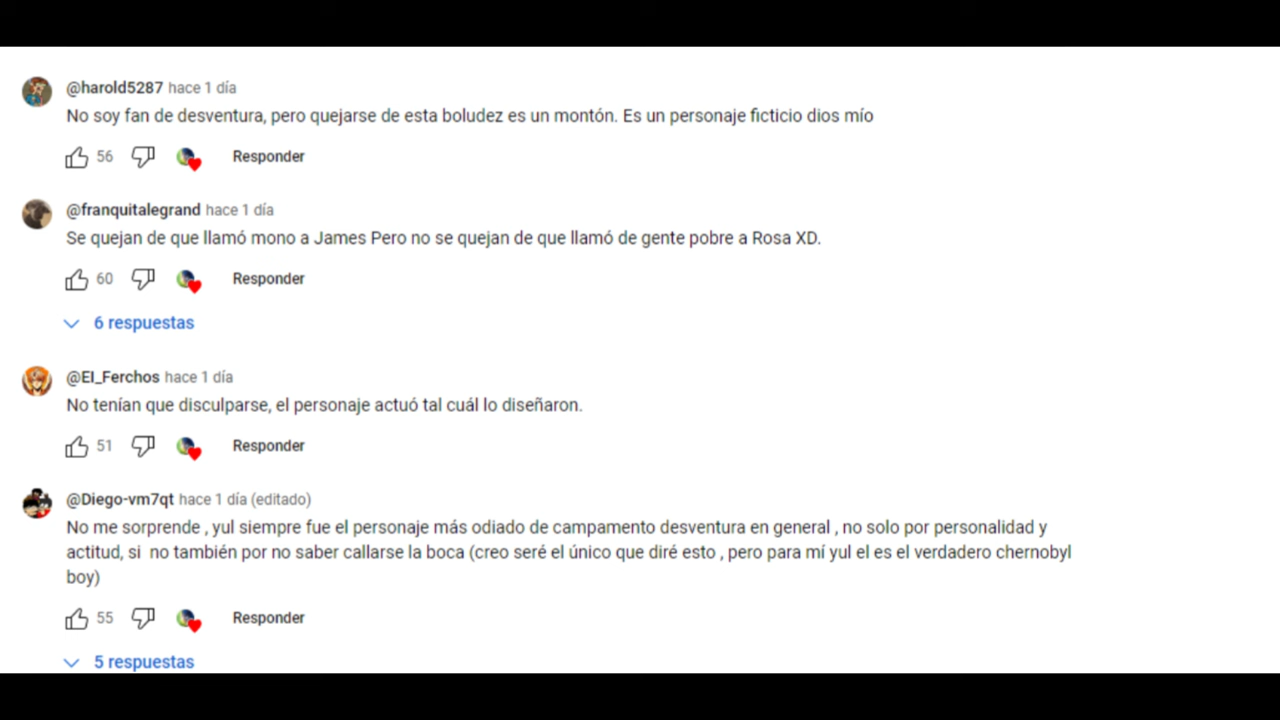 @harold5287 hace 1 día
No soy fan de desventura, pero quejarse de esta boludez es un montón. Es un personaje ficticio dios mío
56 Responder
@franquitalegrand hace 1 día
Se quejan de que llamó mono a James Pero no se quejan de que llamó de gente pobre a Rosa XD.
60 Responder
6 respuestas
@El_Ferchos hace 1 día
No tenían que disculparse, el personaje actuó tal cuál lo diseñaron.
51 Responder
@Diego-vm7qt hace 1 día (editado)
No me sorprende , yul siempre fue el personaje más odiado de campamento desventura en general , no solo por personalidad y
actitud, si no también por no saber callarse la boca (creo seré el único que diré esto , pero para mí yul el es el verdadero chernobyl
boy)
55 Responder
5 respuestas